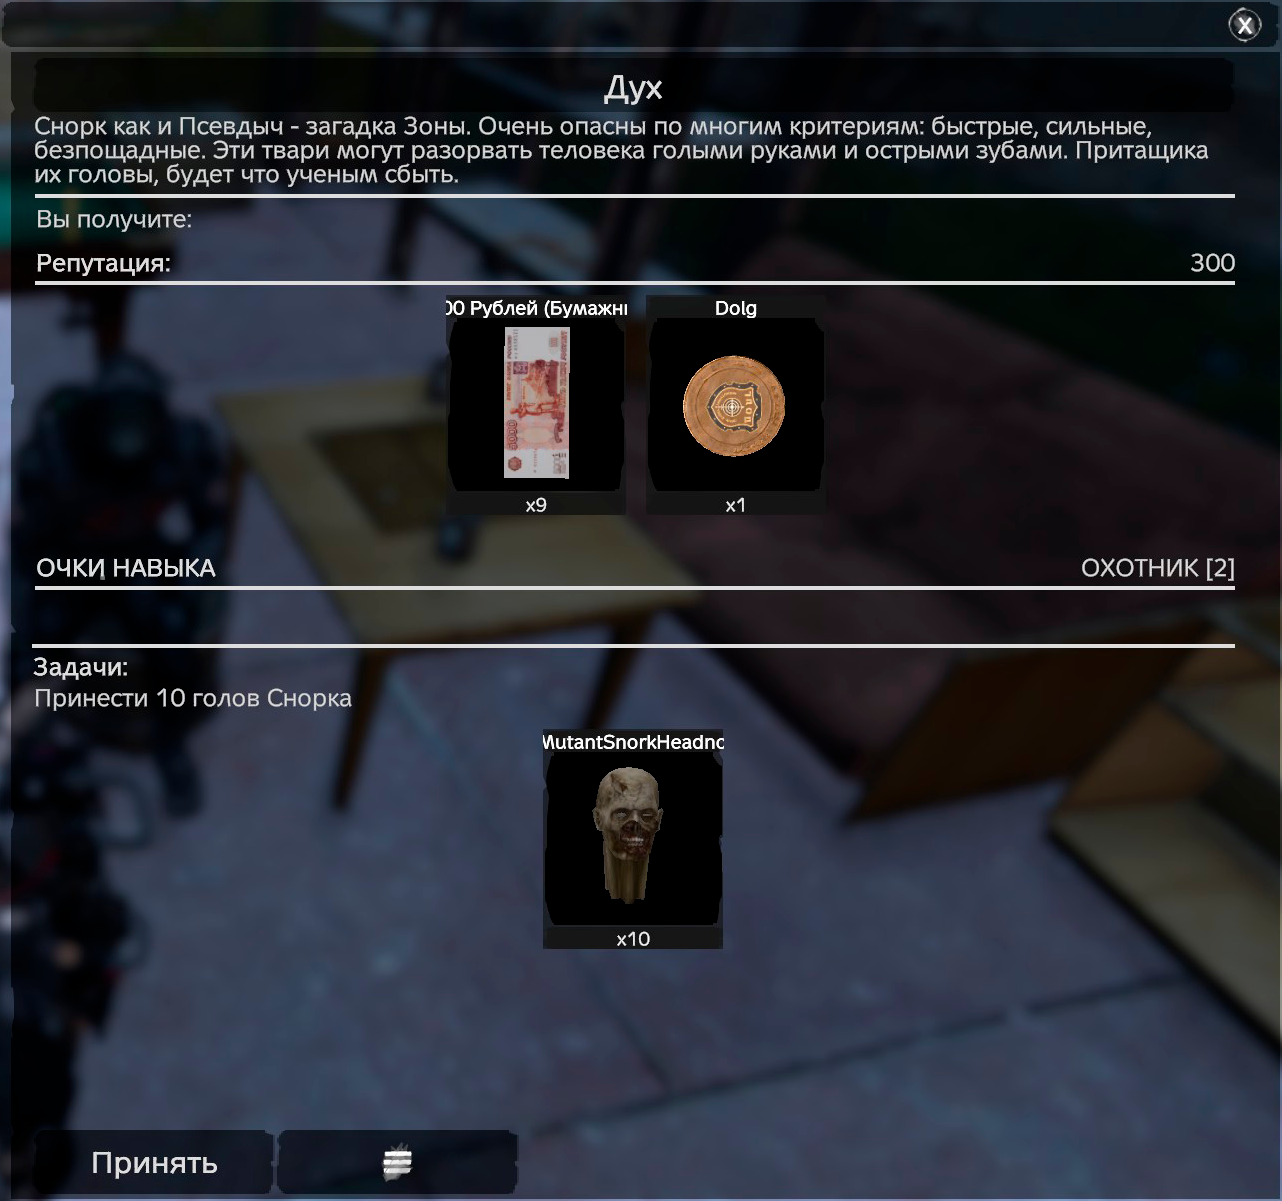 X
Дух
Снорк как и Псевдыч - загадка Зоны. Очень опасны по многим критериям: быстрые, сильные,
безпощадные. Эти твари могут разорвать теловека голыми руками и острыми зубами. Притащика
их головы, будет что ученым сбыть.
Вы получите:
Репутация: 300
00 Рублей (Бумажн Dolg
x9 x1
ОЧКИ НАВЫКА ОХОТНИК [2]
Задачи:
Принести 10 голов Снорка
MutantSnorkHeadno
x10
Принять